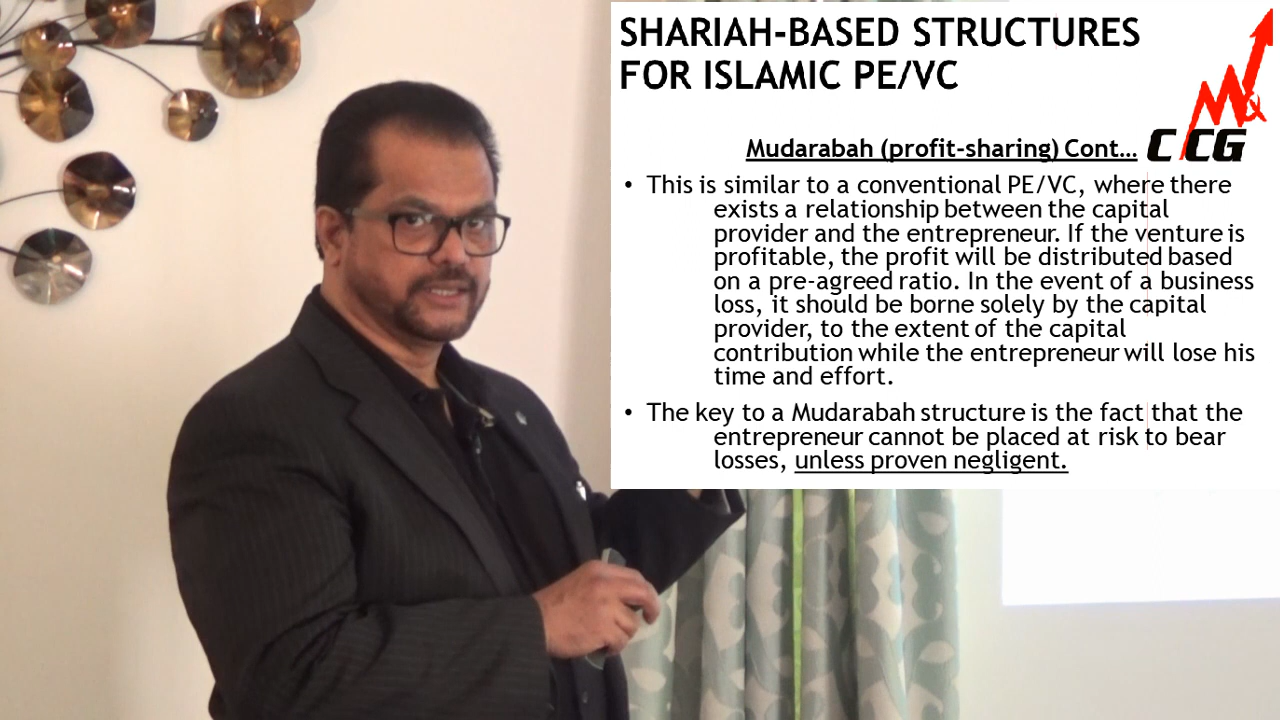 SHARIAH-BASED STRUCTURES
FOR ISLAMIC PE/VC
M&
CCG
Mudarabah (profit-sharing) Cont...
• This is similar to a conventional PE/VC, where there
exists a relationship between the capital
provider and the entrepreneur. If the venture is
profitable, the profit will be distributed based
on a pre-agreed ratio. In the event of a business
loss, it should be borne solely by the capital
provider, to the extent of the capital
contribution while the entrepreneur will lose his
time and effort.
• The key to a Mudarabah structure is the fact that the
entrepreneur cannot be placed at risk to bear
losses, unless proven negligent.